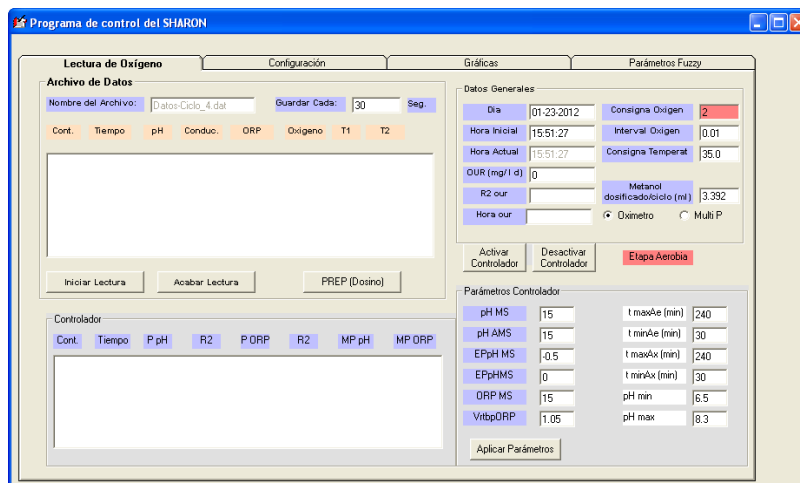 Programa de control del SHARON
Lectura de Oxígeno Configuración Gráficas Parámetros Fuzzy
Archivo de Datos
Nombre del Archivo: Datos-Ciclo_4.dat Guardar Cada: 30 Seg.
Cont. Tiempo pH Conduc. ORP Oxigeno T1 T2
Iniciar Lectura Acabar Lectura PREP (Dosino)
Datos Generales
Dia 01-23-2012 Consigna Oxigen 2
Hora Inicial 15:51:27 Interval Oxigen 0.01
Hora Actual 15:51:27 Consigna Temperat 35.0
OUR (mg/l d) 0
R2 our Metanol dosificado/ciclo (ml) 3.392
Hora our Oximetro Multi P
Activar Controlador Desactivar Controlador Etapa Aerobia
Controlador
Cont. Tiempo P pH R2 P ORP R2 MP pH MP ORP
Parámetros Controlador
pH MS 15 t maxAe (min) 240
pH AMS 15 t minAe (min) 30
EPpH MS -0.5 t maxAx (min) 240
EPpHMS 0 t minAx (min) 30
ORP MS 15 pH min 6.5
VrtbpORP 1.05 pH max 8.3
Aplicar Parámetros